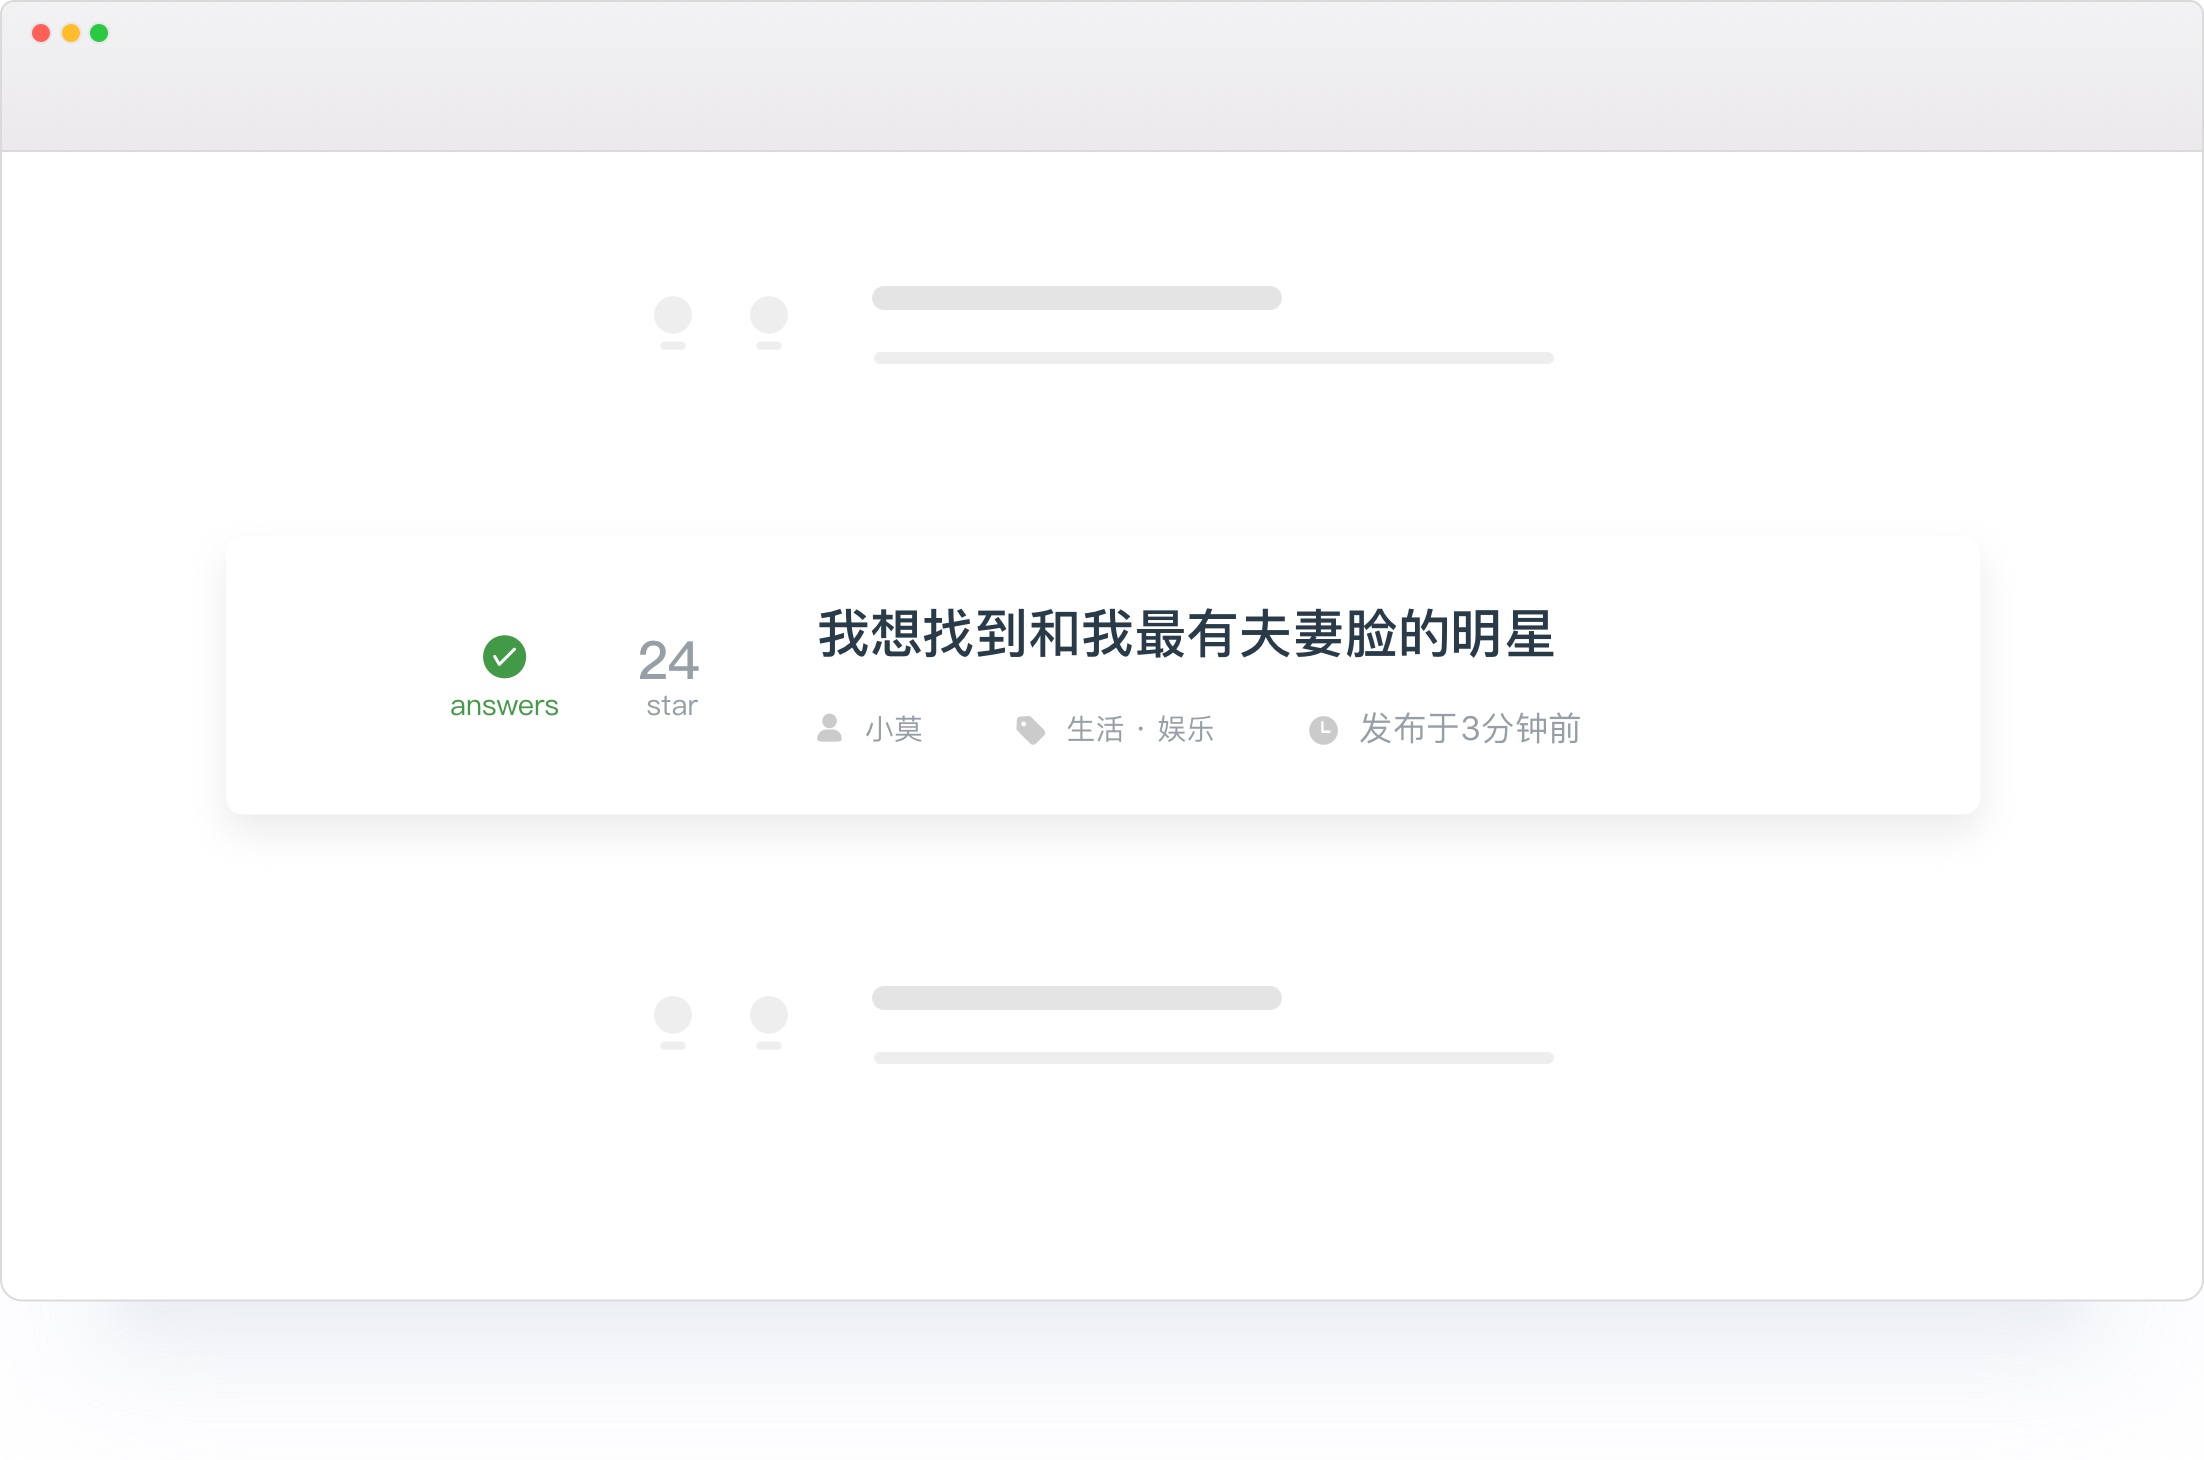 我想找到和我最有夫妻脸的明星
24
answers
star
小莫
生活 · 娱乐
发布于3分钟前